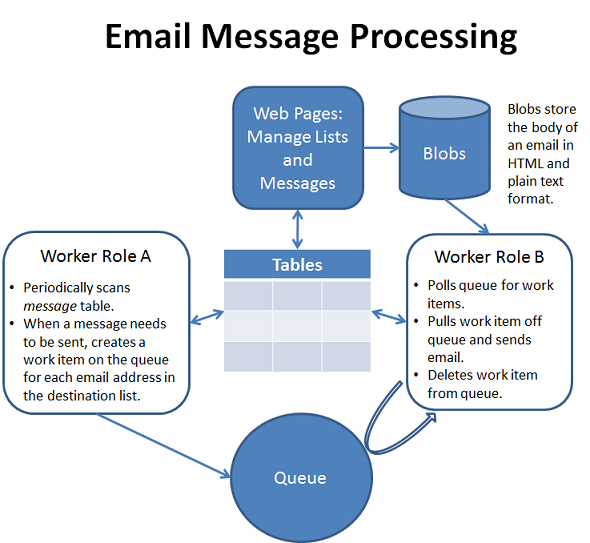 Email Message Processing
Web Pages:
Manage Lists
and
Messages
Blobs
Blobs store
the body of
an email in
HTML and
plain text
format.
Worker Role A
• Periodically scans
message table.
• When a message needs
to be sent, creates a
work item on the queue
for each email address in
the destination list.
Tables
Worker Role B
• Polls queue for work
items.
• Pulls work item off
queue and sends
email.
• Deletes work item
from queue.
Queue